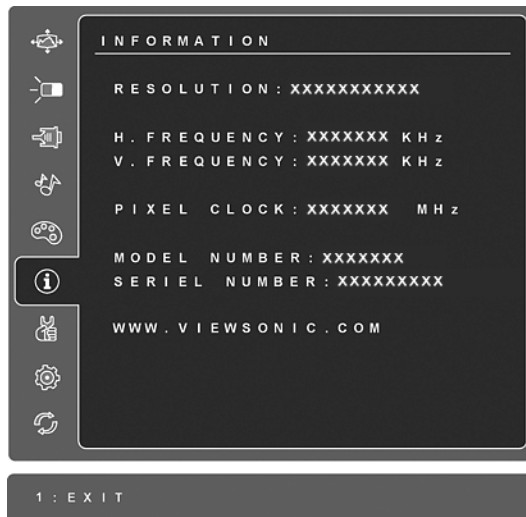 INFORMATION
RESOLUTION: XXXXXXXXXXX
H. FREQUENCY: XXXXXXX KHz
V. FREQUENCY: XXXXXXX KHz
PIXEL CLOCK: XXXXXXX MHz
MODEL NUMBER: XXXXXXX
SERIEL NUMBER: XXXXXXXXX
WWW.VIEWSONIC.COM
1:EXIT